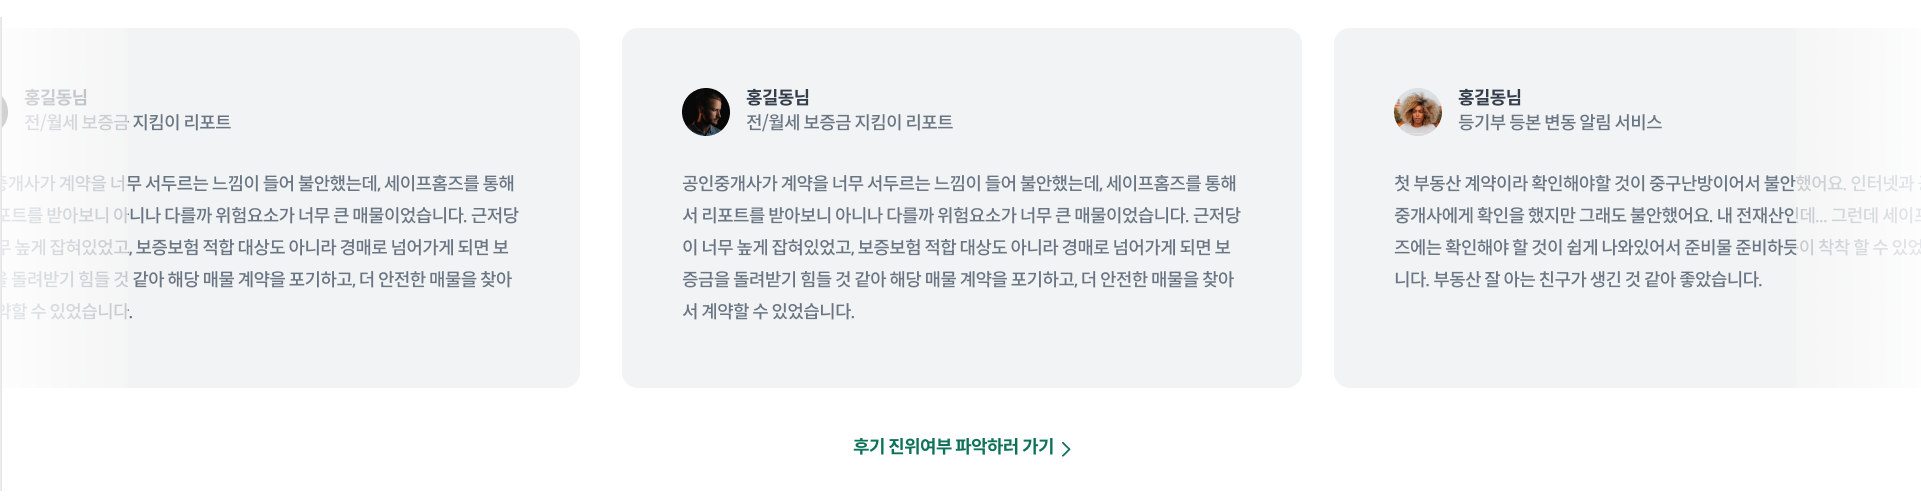 홍길동님
전/월세 보증금 지킴이 리포트
중개사가 계약을 너무 서두르는 느낌이 들어 불안했는데, 세이프홈즈를 통해
포트를 받아보니 아니나 다를까 위험요소가 너무 큰 매물이었습니다. 근저당
무 높게 잡혀있었고, 보증보험 적합 대상도 아니라 경매로 넘어가게 되면 보
을 돌려받기 힘들 것 같아 해당 매물 계약을 포기하고, 더 안전한 매물을 찾아
약할 수 있었습니다.
홍길동님
전/월세 보증금 지킴이 리포트
공인중개사가 계약을 너무 서두르는 느낌이 들어 불안했는데, 세이프홈즈를 통해
서 리포트를 받아보니 아니나 다를까 위험요소가 너무 큰 매물이었습니다. 근저당
이 너무 높게 잡혀있었고, 보증보험 적합 대상도 아니라 경매로 넘어가게 되면 보
증금을 돌려받기 힘들 것 같아 해당 매물 계약을 포기하고, 더 안전한 매물을 찾아
서 계약할 수 있었습니다.
홍길동님
등기부 등본 변동 알림 서비스
첫 부동산 계약이라 확인해야할 것이 중구난방이어서 불안했어요. 인터넷과
중개사에게 확인을 했지만 그래도 불안했어요. 내 전재산인데... 그런데 세이프
즈에는 확인해야 할 것이 쉽게 나와있어서 준비물 준비하듯이 착착 할 수 있었
니다. 부동산 잘 아는 친구가 생긴 것 같아 좋았습니다.
후기 진위여부 파악하러 가기